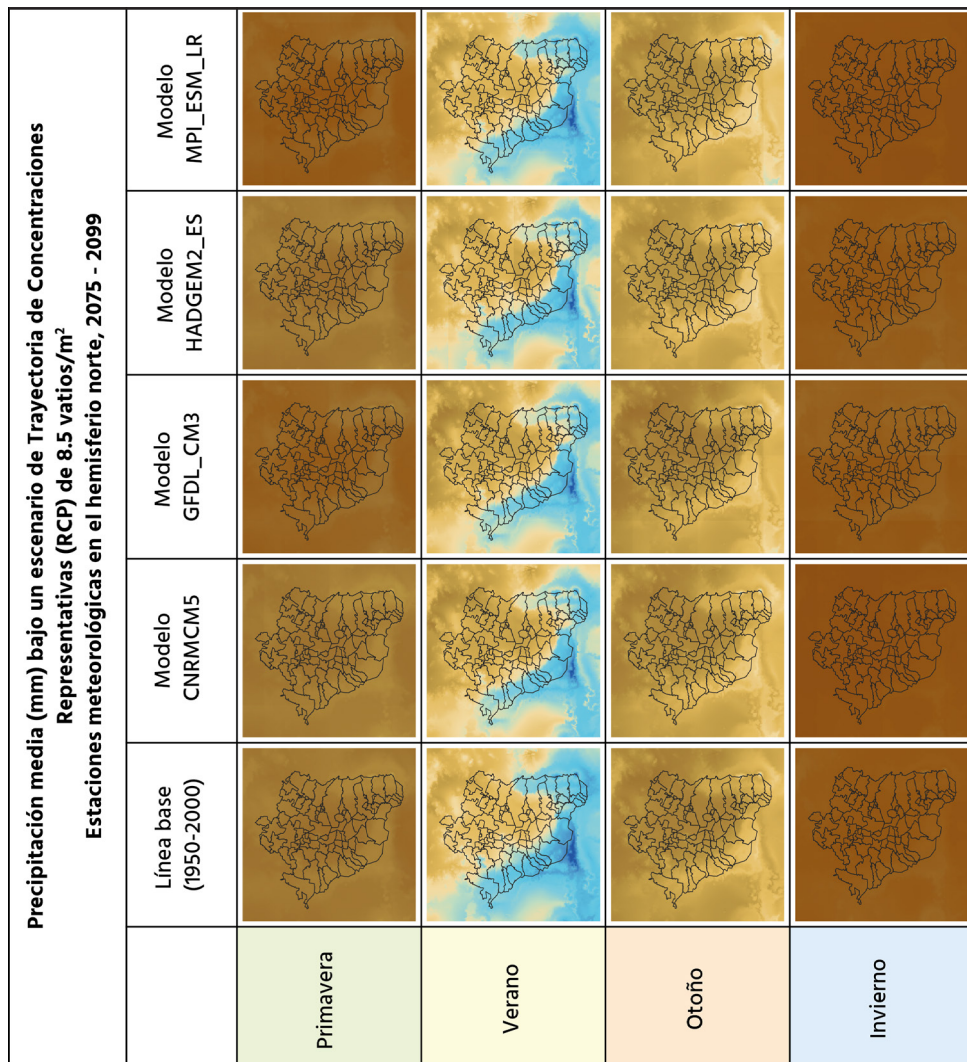 Precipitación media (mm) bajo un escenario de Trayectoria de Concentraciones
Representativas (RCP) de 8.5 vatios/m²
Estaciones meteorológicas en el hemisferio norte, 2075 - 2099
Línea base
(1950-2000)
Modelo
CNRMCM5
Modelo
GFDL_CM3
Modelo
HADGEM2_ES
Modelo
MPI_ESM_LR
Primavera
Verano
Otoño
Invierno